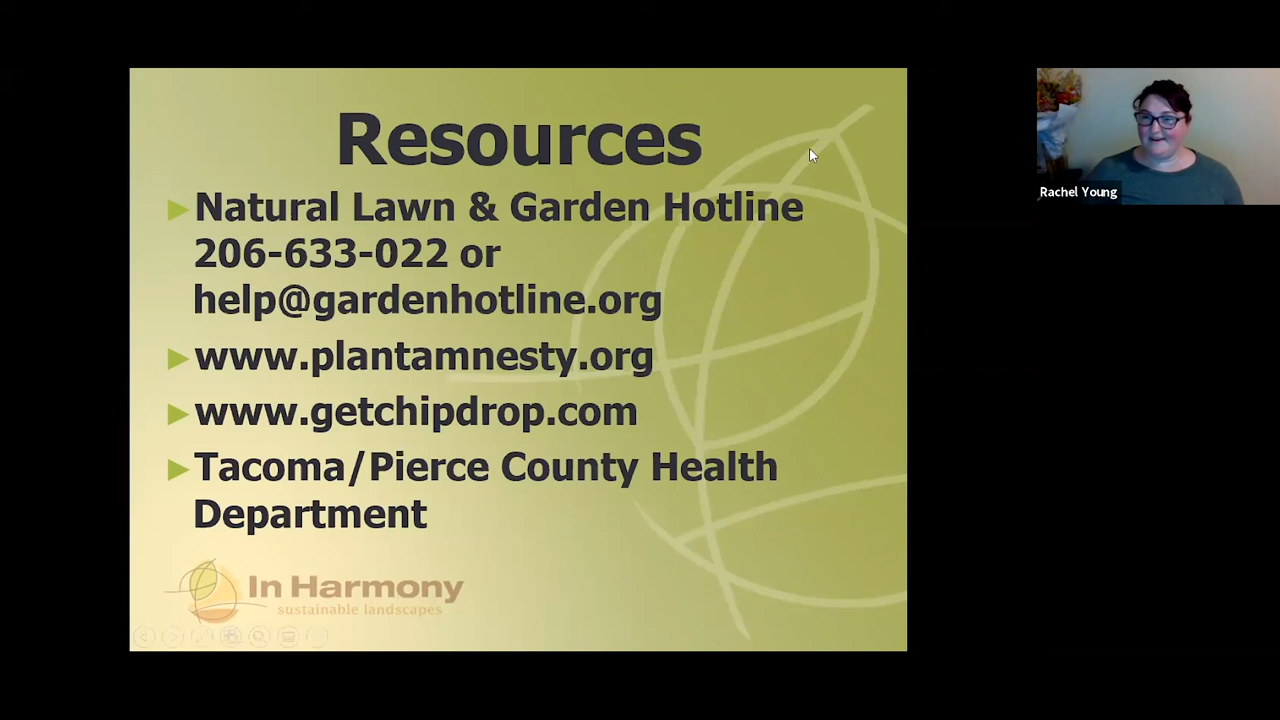 Resources
Natural Lawn & Garden Hotline
206-633-022 or
help@gardenhotline.org
www.plantamnesty.org
www.getchipdrop.com
Tacoma/Pierce County Health
Department
In Harmony
sustainable landscapes
Rachel Young